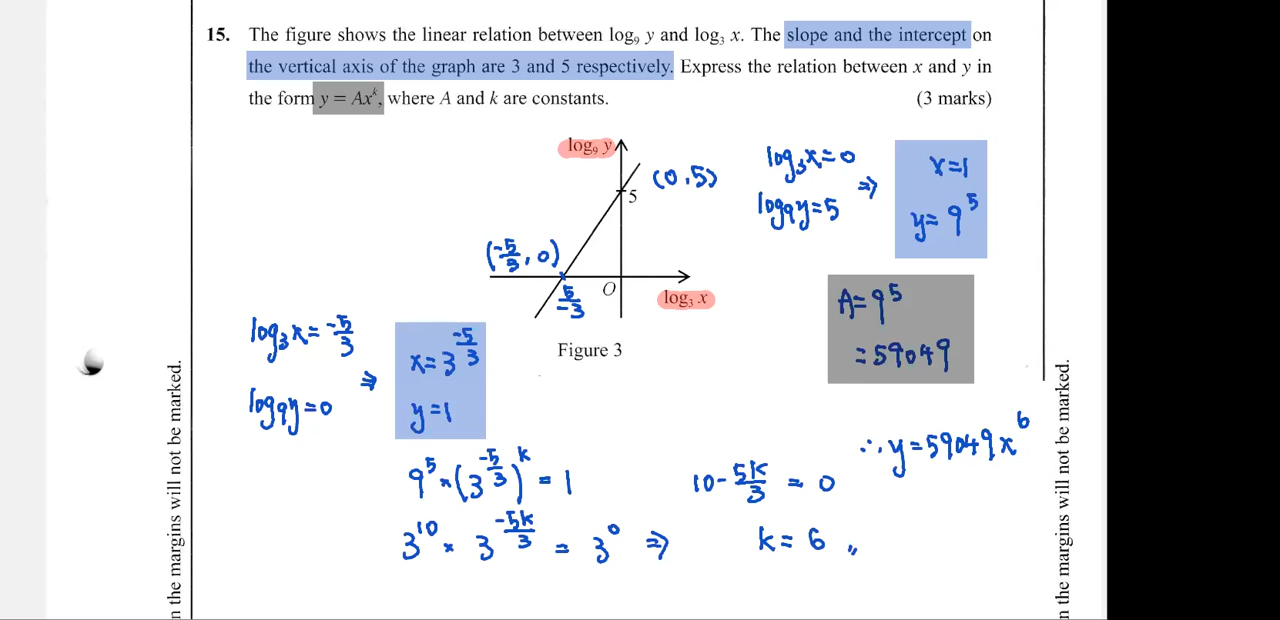 15. The figure shows the linear relation between log₉ y and log₃ x. The slope and the intercept on
the vertical axis of the graph are 3 and 5 respectively. Express the relation between x and y in
the form y = Axᵏ, where A and k are constants. (3 marks)
log₉ y
(0, 5)
5
(-5/3, 0)
O
5/-3
log₃ x
Figure 3
log₃x=0
log₉y=5
⇒
x=1
y=9⁵
A=9⁵
=59049
log₃x=-5/3
log₉y=0
⇒
x=3^(-5/3)
y=1
9⁵×(3^(-5/3))^k = 1
3¹⁰ × 3^(-5k/3) = 3⁰ ⇒
10-5k/3 = 0
k=6 〃
∴y=59049x⁶
n the margins will not be marked.
n the margins will not be marked.